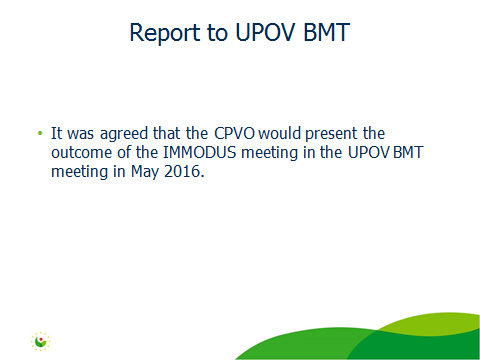 Report to UPOV BMT
• It was agreed that the CPVO would present the
outcome of the IMMODUS meeting in the UPOV BMT
meeting in May 2016.